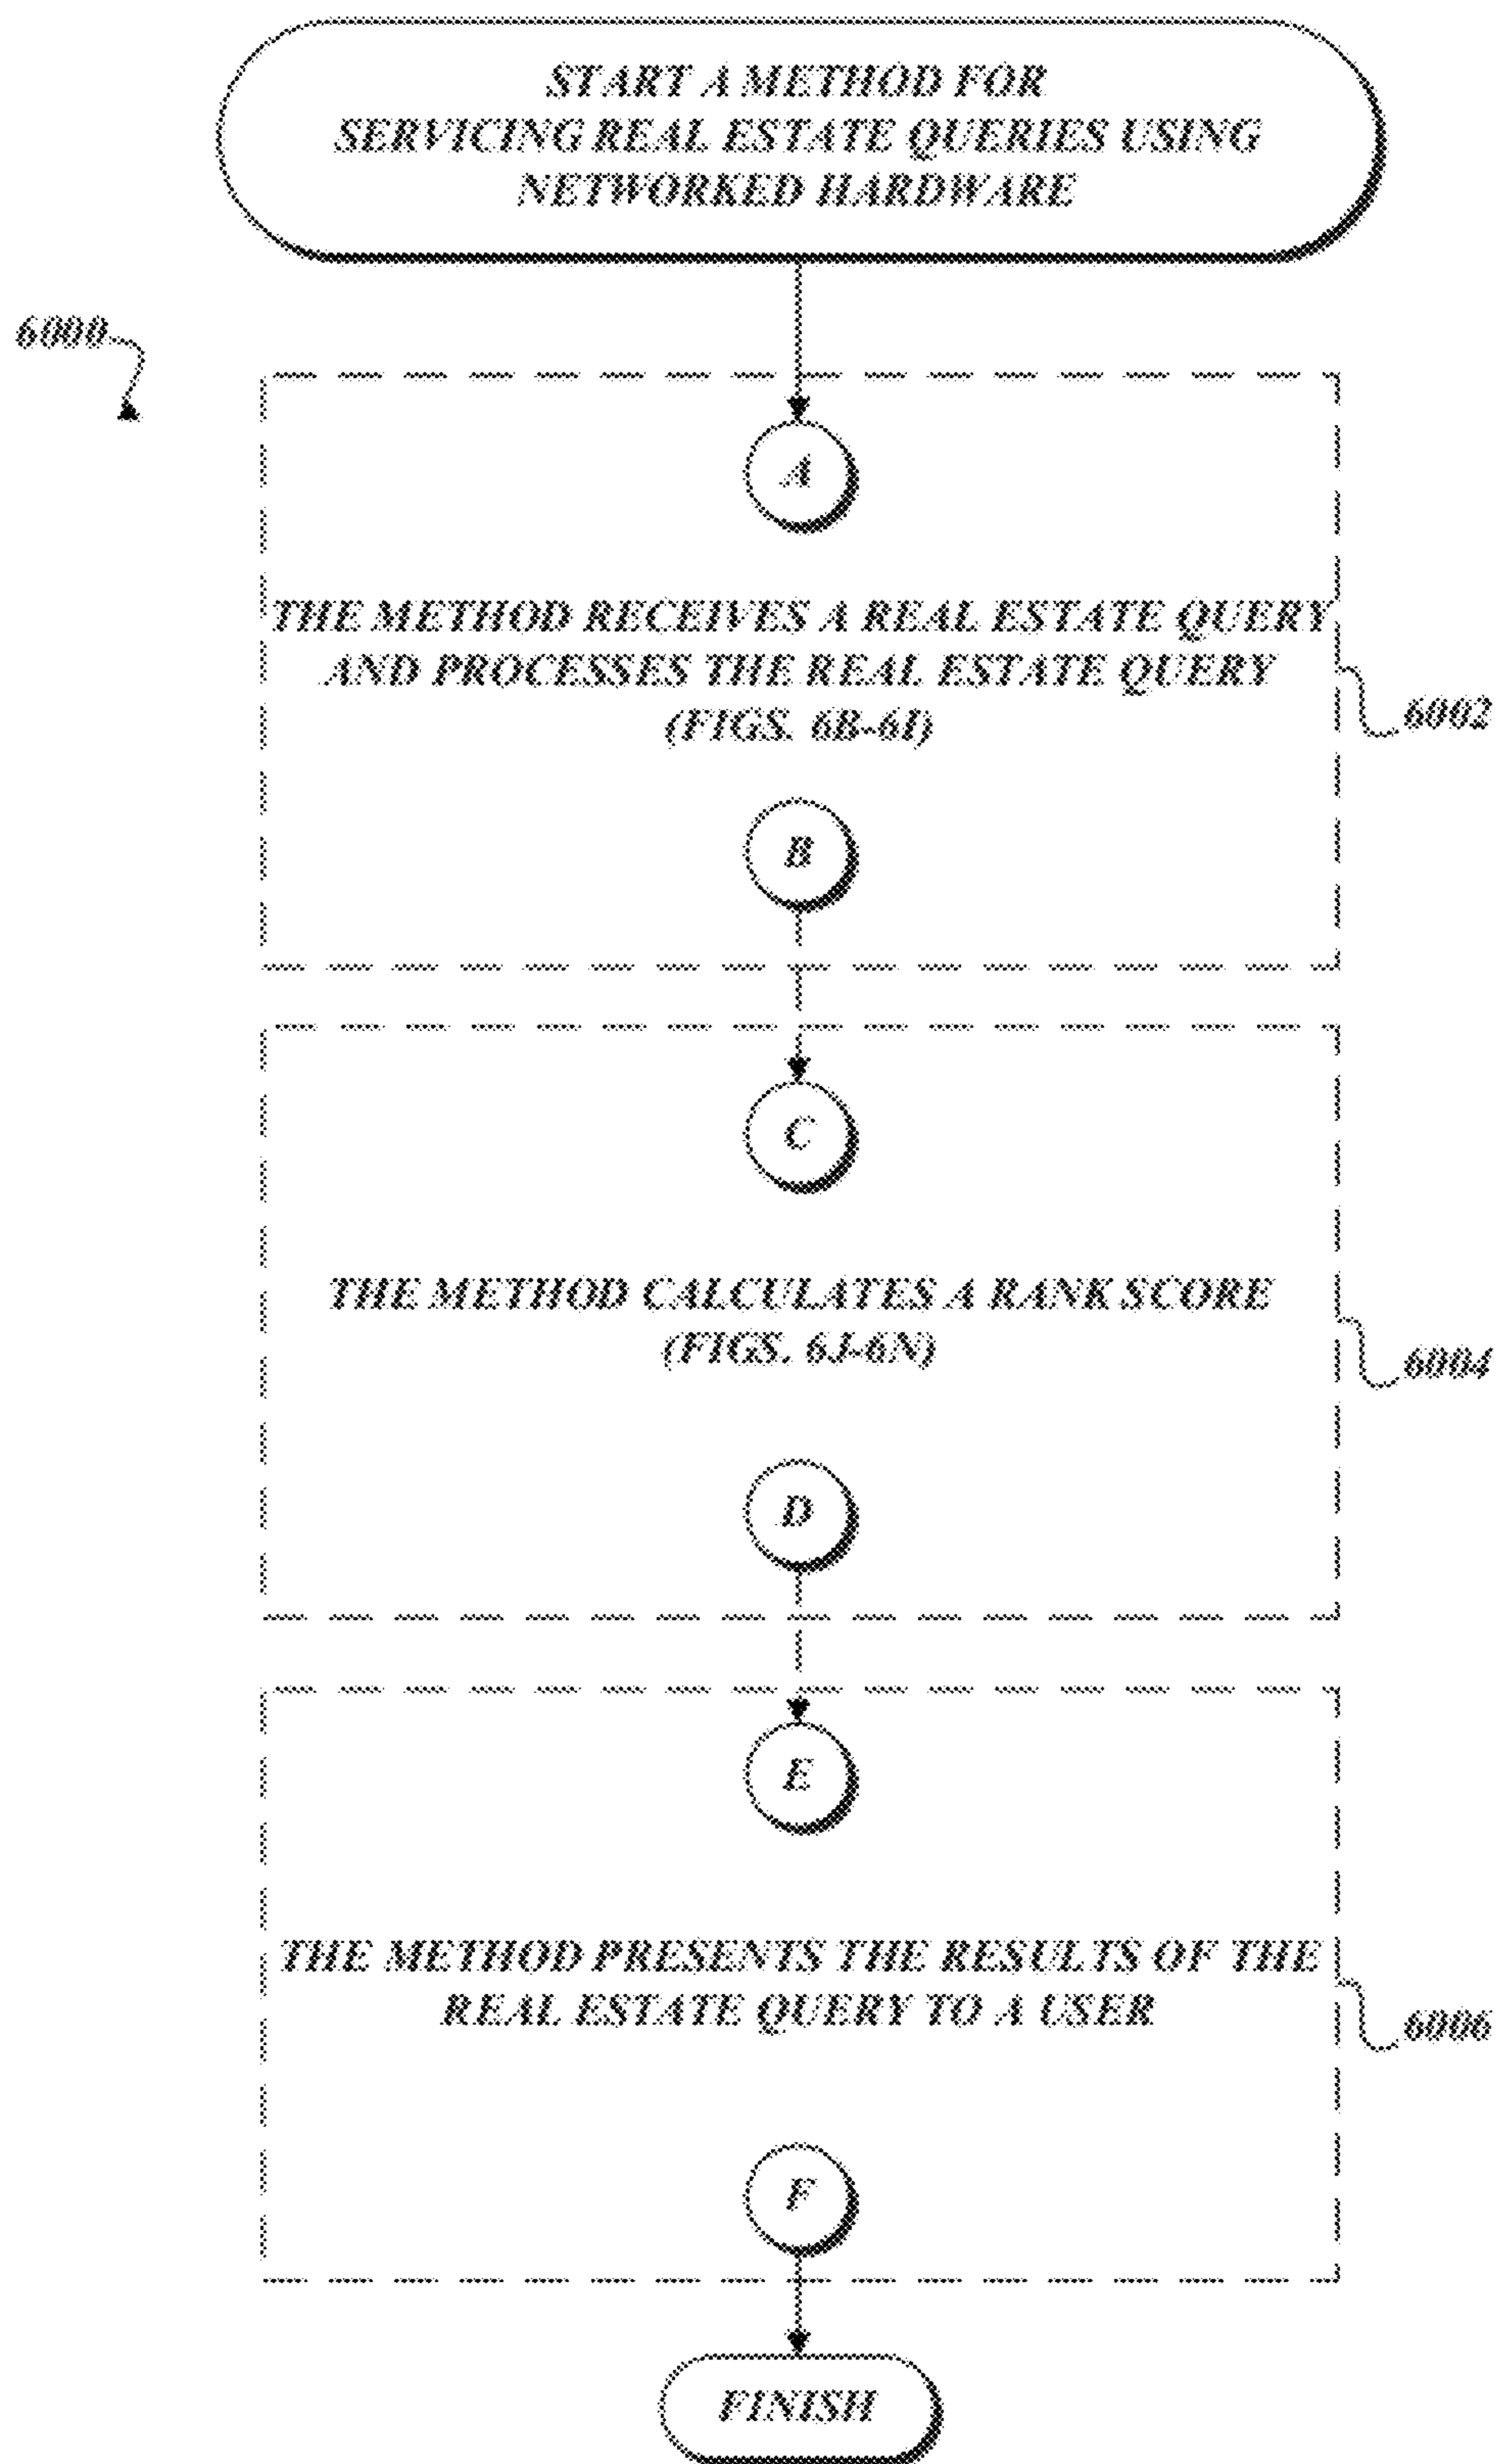 START A METHOD FOR
SERVICING REAL ESTATE QUERIES USING
NETWORKED HARDWARE
6000
A
THE METHOD RECEIVES A REAL ESTATE QUERY
AND PROCESSES THE REAL ESTATE QUERY
(FIGS. 6B-6I)
6002
B
C
THE METHOD CALCULATES A RANK SCORE
(FIGS. 6J-6N)
6004
D
E
THE METHOD PRESENTS THE RESULTS OF THE
REAL ESTATE QUERY TO A USER
6006
F
FINISH